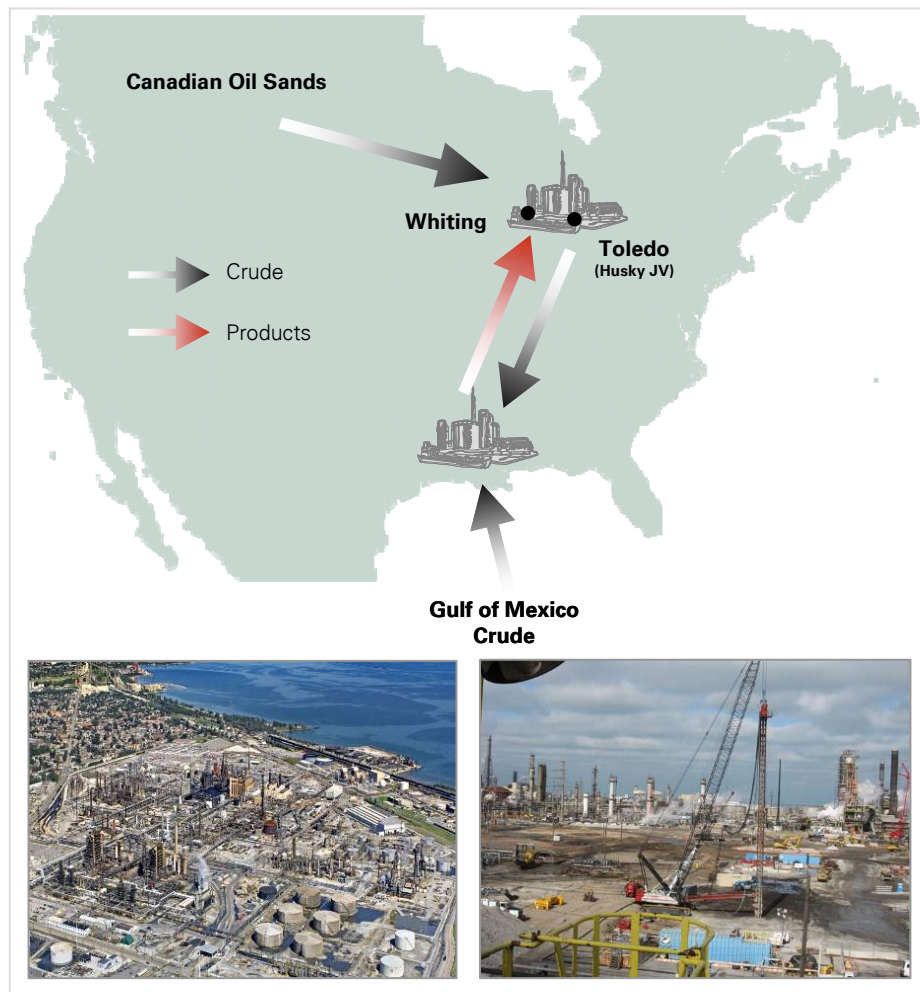 Canadian Oil Sands
Whiting
Toledo
(Husky JV)
Crude
Products
Gulf of Mexico
Crude